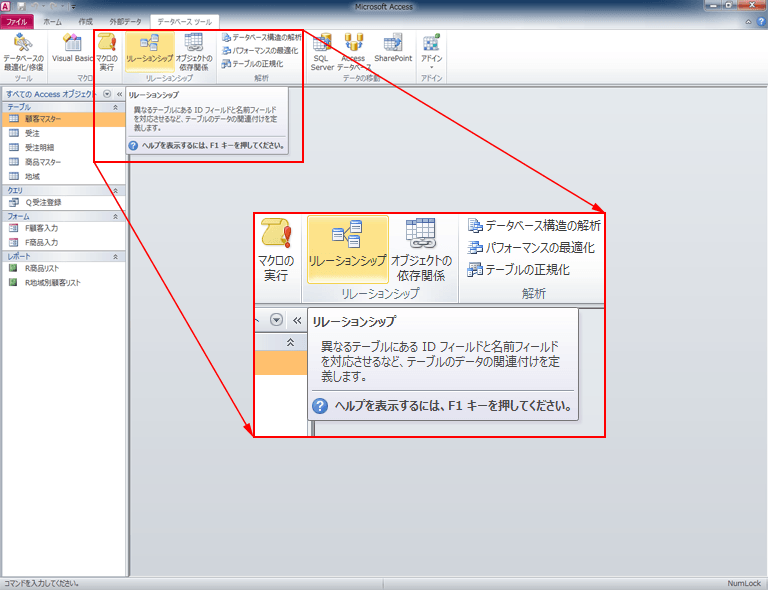 Microsoft Access
ファイル ホーム 作成 外部データ データベース ツール
データベースの
最適化/修復
ツール
Visual Basic
マクロの
実行
マクロ
リレーションシップ
オブジェクトの
依存関係
リレーションシップ
データベース構造の解析
パフォーマンスの最適化
テーブルの正規化
解析
SQL
Server
Access
データベース
SharePoint
データの移動
アドイン
アドイン
すべての Access オブジェクト
テーブル
顧客マスター
受注
受注明細
商品マスター
地域
クエリ
Q受注登録
フォーム
F顧客入力
F商品入力
レポート
R商品リスト
R地域別顧客リスト
リレーションシップ
異なるテーブルにある ID フィールドと名前フィールド
を対応させるなど、テーブルのデータの関連付けを定
義します。
ヘルプを表示するには、F1 キーを押してください。
マクロの
実行
リレーションシップ
オブジェクトの
依存関係
リレーションシップ
データベース構造の解析
パフォーマンスの最適化
テーブルの正規化
解析
リレーションシップ
異なるテーブルにある ID フィールドと名前フィールド
を対応させるなど、テーブルのデータの関連付けを定
義します。
ヘルプを表示するには、F1 キーを押してください。
コマンドを入力してください。
NumLock